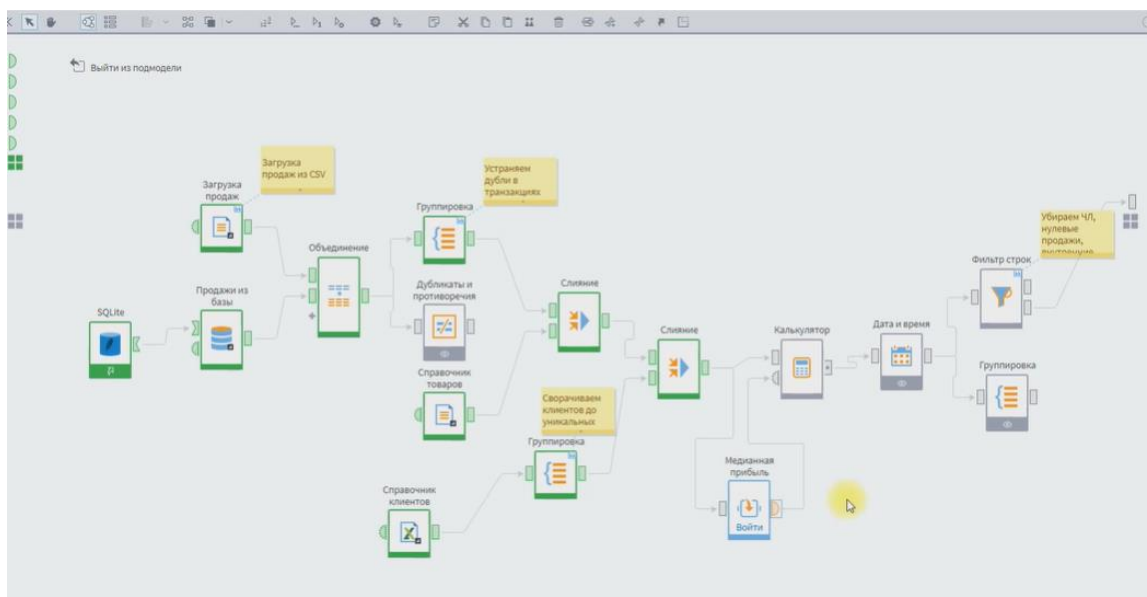 Выйти из подмодели
Загрузка
продаж из CSV
Устраняем
дубли в
транзакциях
Загрузка
продаж
Группировка
Убираем ЧЛ,
нулевые
продажи,
внутренние
Объединение
Фильтр строк
Дубликаты и
противоречия
Слияние
Продажи из
базы
SQLite
Слияние
Калькулятор
Дата и время
Справочник
товаров
Группировка
Сворачиваем
клиентов до
уникальных
Группировка
Медианная
прибыль
Справочник
клиентов
Войти